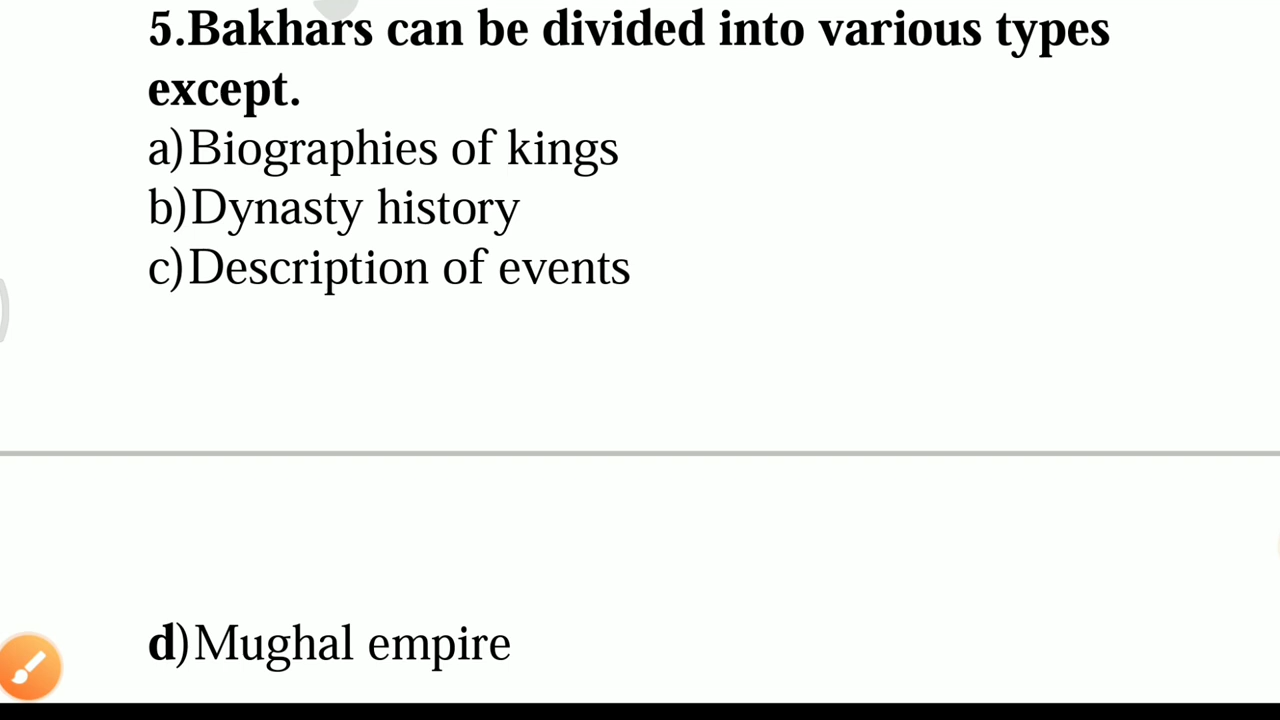 5.Bakhars can be divided into various types
except.
a)Biographies of kings
b)Dynasty history
c)Description of events
d)Mughal empire